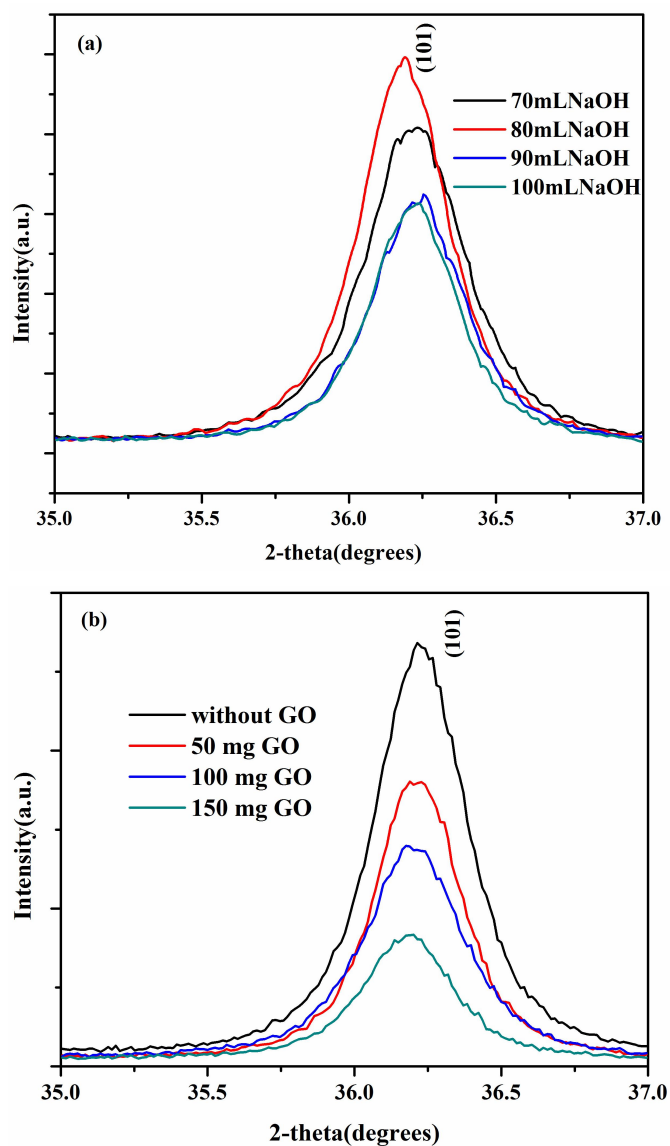 (a)
(101)
70mLNaOH
80mLNaOH
90mLNaOH
100mLNaOH
Intensity(a.u.)
35.0 35.5 36.0 36.5 37.0
2-theta(degrees)
(b)
(101)
without GO
50 mg GO
100 mg GO
150 mg GO
Intensity(a.u.)
35.0 35.5 36.0 36.5 37.0
2-theta(degrees)